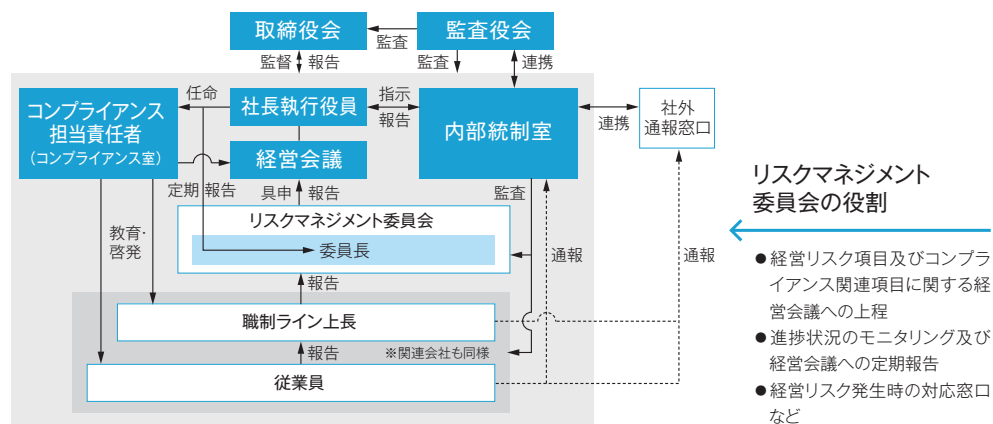 取締役会
監査役会
監査
監督
報告
監査
連携
コンプライアンス
担当責任者
（コンプライアンス室）
任命
社長執行役員
指示
報告
内部統制室
連携
社外
通報窓口
経営会議
定期
報告
具申
報告
監査
リスクマネジメント委員会
委員長
教育・
啓発
通報
通報
報告
職制ライン上長
報告
※関連会社も同様
従業員
リスクマネジメント
委員会の役割
●経営リスク項目及びコンプラ
イアンス関連項目に関する経
営会議への上程
●進捗状況のモニタリング及び
経営会議への定期報告
●経営リスク発生時の対応窓口
など